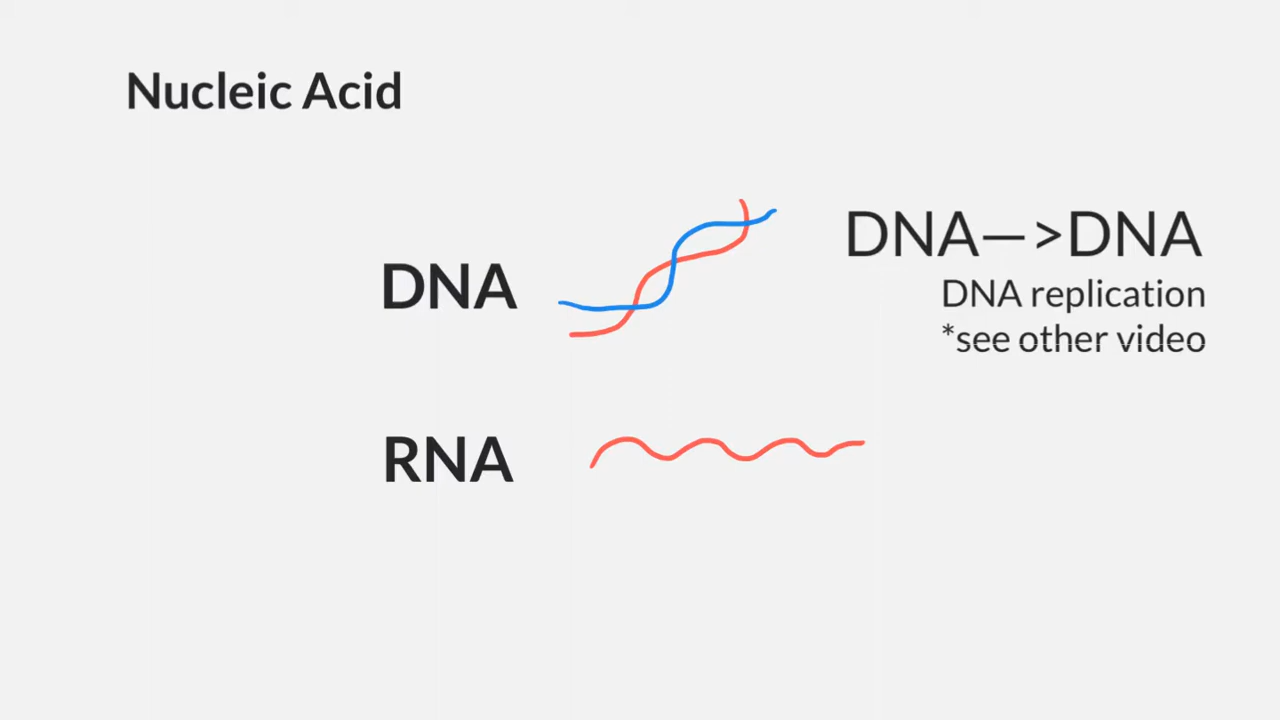 Nucleic Acid
DNA
DNA—>DNA
DNA replication
*see other video
RNA